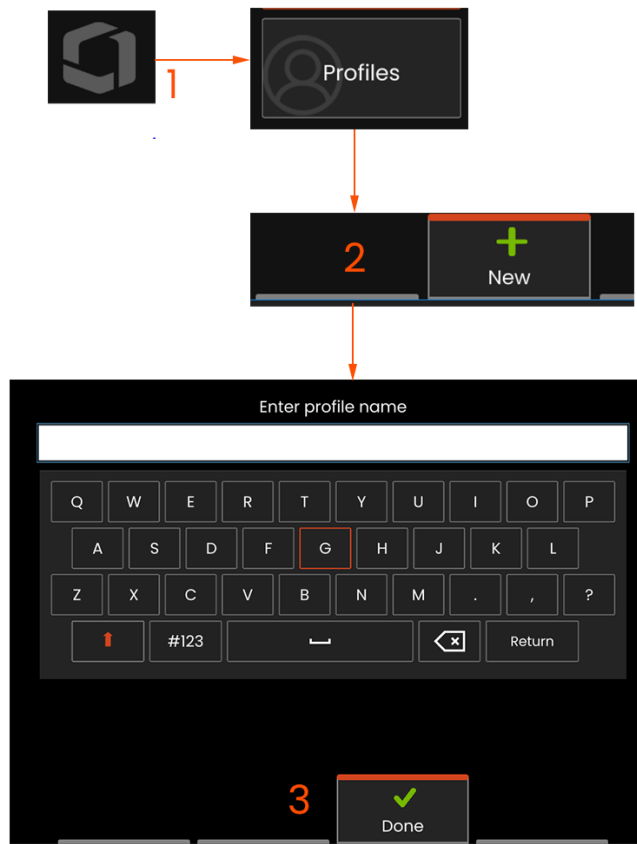 1
Profiles
2
New
Enter profile name
Q W E R T Y U I O P
A S D F G H J K L
Z X C V B N M . , ?
#123 Return
3
Done